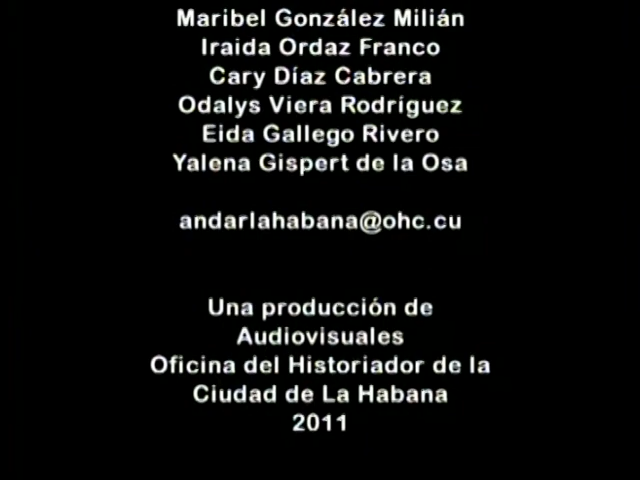 Maribel González Milián
Iraida Ordaz Franco
Cary Díaz Cabrera
Odalys Viera Rodríguez
Eida Gallego Rivero
Yalena Gispert de la Osa
andarlahabana@ohc.cu
Una producción de
Audiovisuales
Oficina del Historiador de la
Ciudad de La Habana
2011